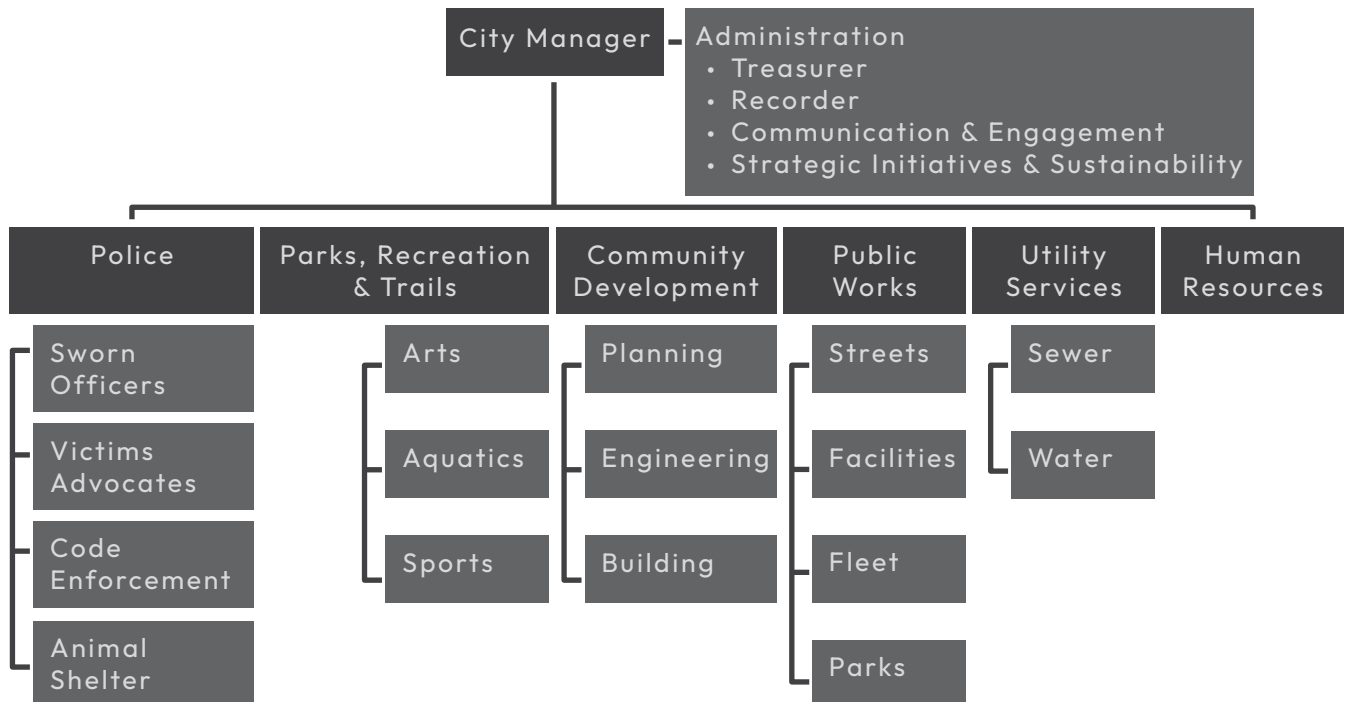 City Manager
Administration
• Treasurer
• Recorder
• Communication & Engagement
• Strategic Initiatives & Sustainability
Police
Parks, Recreation
& Trails
Community
Development
Public
Works
Utility
Services
Human
Resources
Sworn
Officers
Victims
Advocates
Code
Enforcement
Animal
Shelter
Arts
Aquatics
Sports
Planning
Engineering
Building
Streets
Facilities
Fleet
Parks
Sewer
Water